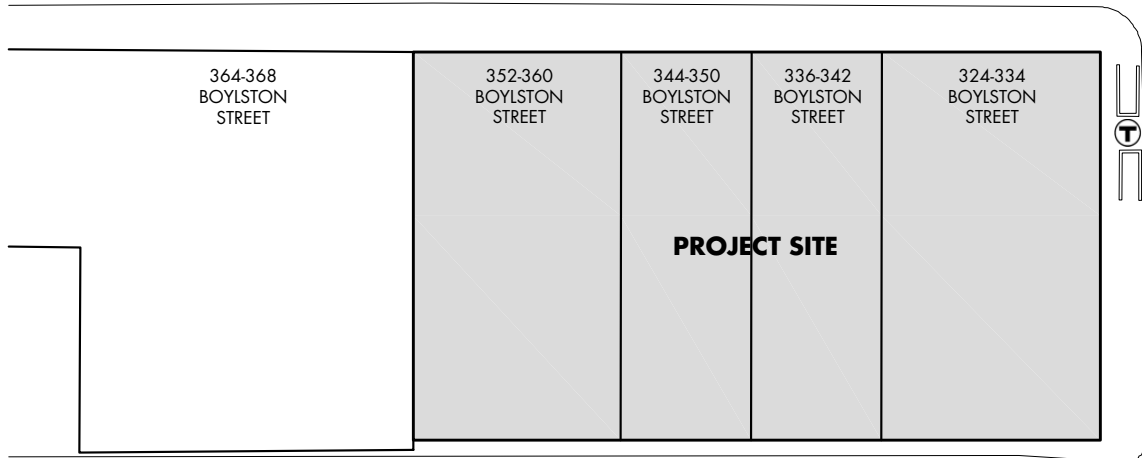 364-368
BOYLSTON
STREET
352-360
BOYLSTON
STREET
344-350
BOYLSTON
STREET
336-342
BOYLSTON
STREET
324-334
BOYLSTON
STREET
T
PROJECT SITE